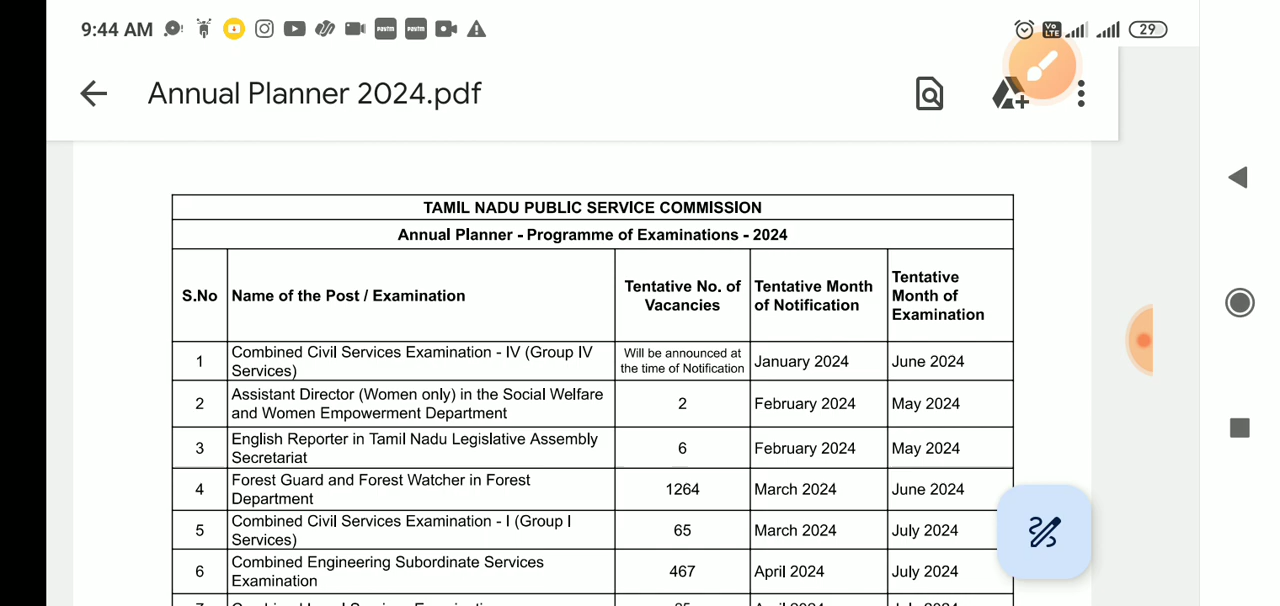 9:44 AM
paytm
paytm
Vo
LTE
29
Annual Planner 2024.pdf
TAMIL NADU PUBLIC SERVICE COMMISSION
Annual Planner - Programme of Examinations - 2024
S.No Name of the Post / Examination Tentative No. of Vacancies Tentative Month of Notification Tentative Month of Examination
1 Combined Civil Services Examination - IV (Group IV Services) Will be announced at the time of Notification January 2024 June 2024
2 Assistant Director (Women only) in the Social Welfare and Women Empowerment Department 2 February 2024 May 2024
3 English Reporter in Tamil Nadu Legislative Assembly Secretariat 6 February 2024 May 2024
4 Forest Guard and Forest Watcher in Forest Department 1264 March 2024 June 2024
5 Combined Civil Services Examination - I (Group I Services) 65 March 2024 July 2024
6 Combined Engineering Subordinate Services Examination 467 April 2024 July 2024